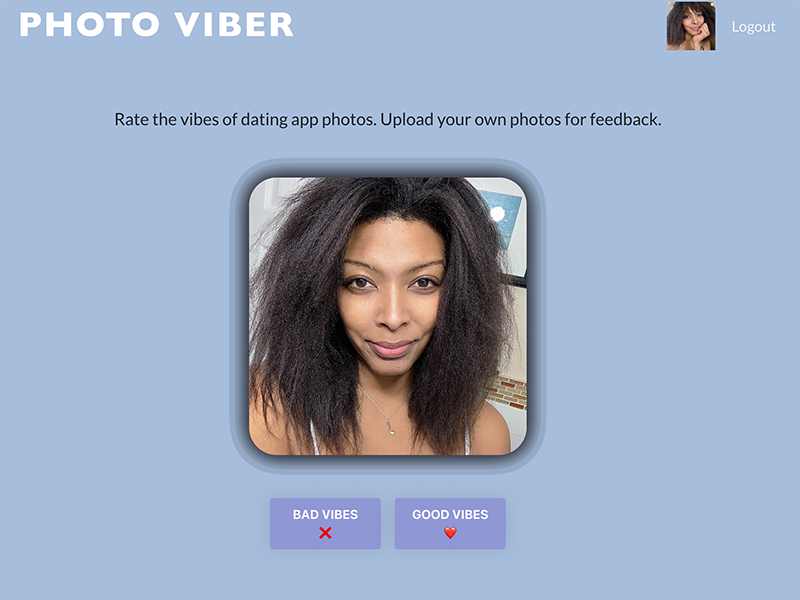 PHOTO VIBER
Logout
Rate the vibes of dating app photos. Upload your own photos for feedback.
BAD VIBES
❌
GOOD VIBES
❤️